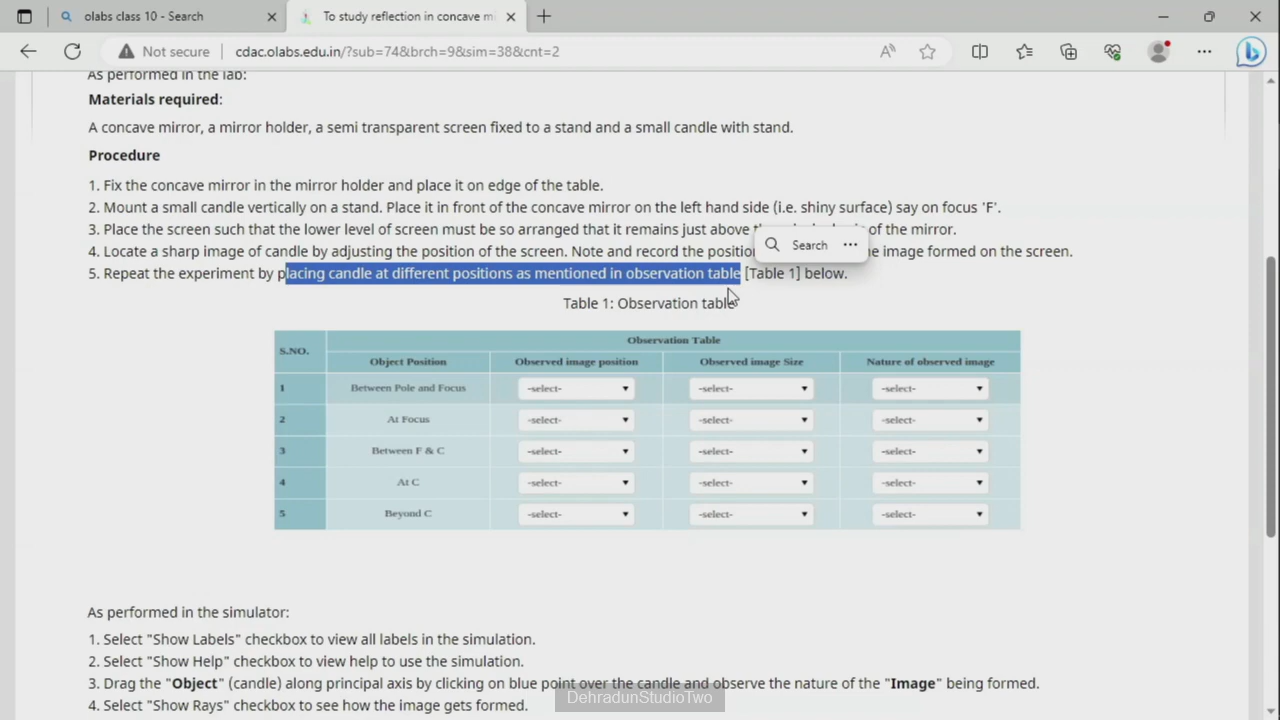 olabs class 10 - Search
To study reflection in concave mi
Not secure
cdac.olabs.edu.in/?sub=74&brch=9&sim=38&cnt=2
As performed in the lab:
Materials required:
A concave mirror, a mirror holder, a semi transparent screen fixed to a stand and a small candle with stand.
Procedure
1. Fix the concave mirror in the mirror holder and place it on edge of the table.
2. Mount a small candle vertically on a stand. Place it in front of the concave mirror on the left hand side (i.e. shiny surface) say on focus 'F'.
3. Place the screen such that the lower level of screen must be so arranged that it remains just above of the mirror.
Search
4. Locate a sharp image of candle by adjusting the position of the screen. Note and record the position image formed on the screen.
5. Repeat the experiment by placing candle at different positions as mentioned in observation table [Table 1] below.
Table 1: Observation table
S.NO. Observation Table
Object Position Observed image position Observed image Size Nature of observed image
1 Between Pole and Focus -select- -select- -select-
2 At Focus -select- -select- -select-
3 Between F & C -select- -select- -select-
4 At C -select- -select- -select-
5 Beyond C -select- -select- -select-
As performed in the simulator:
1. Select "Show Labels" checkbox to view all labels in the simulation.
2. Select "Show Help" checkbox to view help to use the simulation.
3. Drag the "Object" (candle) along principal axis by clicking on blue point over the candle and observe the nature of the "Image" being formed.
4. Select "Show Rays" checkbox to see how the image gets formed.
DehradunStudioTwo